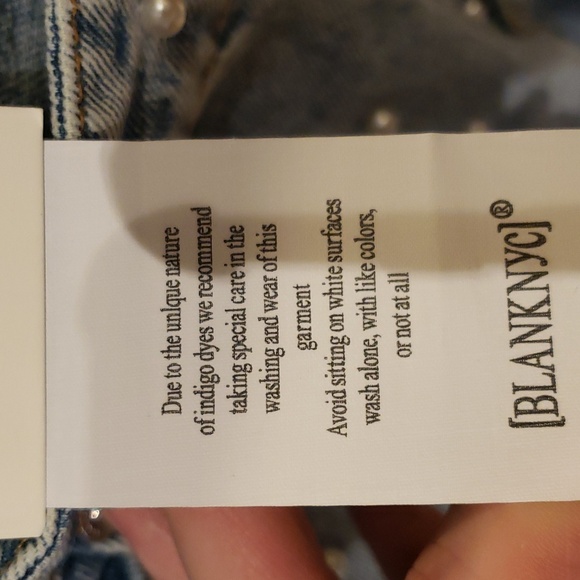 Due to the unique nature
of indigo dyes we recommend
taking special care in the
washing and wear of this
garment
Avoid sitting on white surfaces
wash alone, with like colors,
or not at all
[BLANKNYC]®